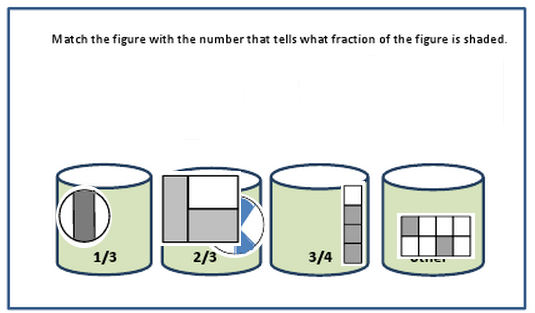 Match the figure with the number that tells what fraction of the figure is shaded.
1/3
2/3
3/4